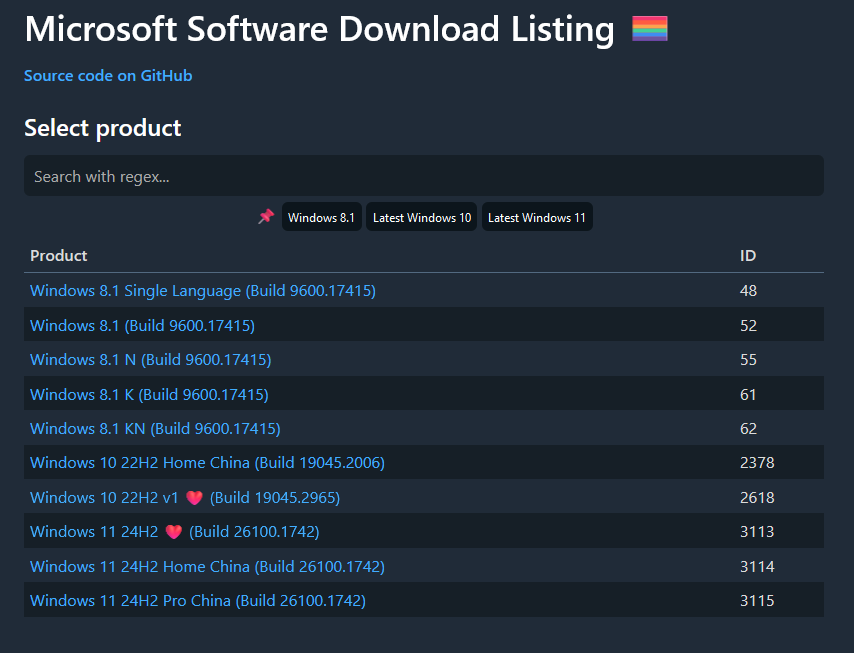 Microsoft Software Download Listing
Source code on GitHub
Select product
Search with regex...
Windows 8.1 Latest Windows 10 Latest Windows 11
Product ID
Windows 8.1 Single Language (Build 9600.17415) 48
Windows 8.1 (Build 9600.17415) 52
Windows 8.1 N (Build 9600.17415) 55
Windows 8.1 K (Build 9600.17415) 61
Windows 8.1 KN (Build 9600.17415) 62
Windows 10 22H2 Home China (Build 19045.2006) 2378
Windows 10 22H2 v1 ❤️ (Build 19045.2965) 2618
Windows 11 24H2 ❤️ (Build 26100.1742) 3113
Windows 11 24H2 Home China (Build 26100.1742) 3114
Windows 11 24H2 Pro China (Build 26100.1742) 3115